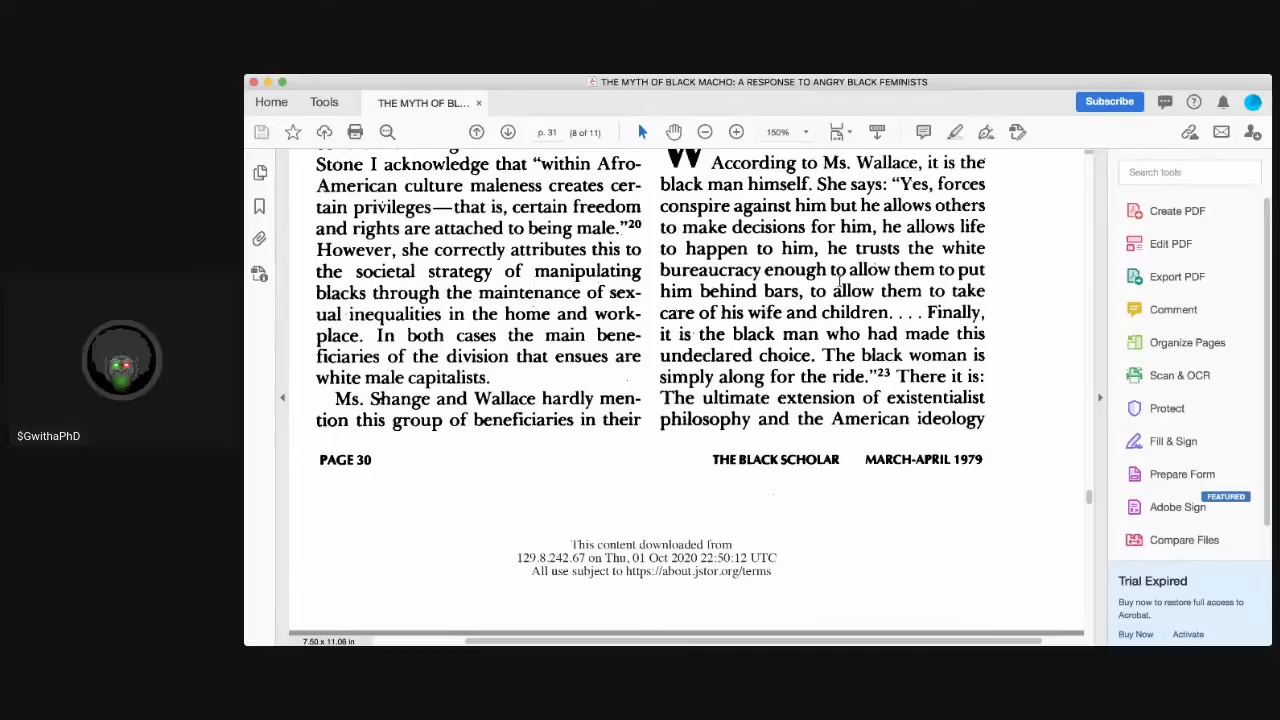 THE MYTH OF BLACK MACHO: A RESPONSE TO ANGRY BLACK FEMINISTS
Home Tools THE MYTH OF BL... × Subscribe
p. 31 (8 of 11) 150%
Stone I acknowledge that “within Afro-
American culture maleness creates cer-
tain privileges—that is, certain freedom
and rights are attached to being male.”20
However, she correctly attributes this to
the societal strategy of manipulating
blacks through the maintenance of sex-
ual inequalities in the home and work-
place. In both cases the main bene-
ficiaries of the division that ensues are
white male capitalists.
Ms. Shange and Wallace hardly men-
tion this group of beneficiaries in their
W According to Ms. Wallace, it is the
black man himself. She says: “Yes, forces
conspire against him but he allows others
to make decisions for him, he allows life
to happen to him, he trusts the white
bureaucracy enough to allow them to put
him behind bars, to allow them to take
care of his wife and children. . . . Finally,
it is the black man who had made this
undeclared choice. The black woman is
simply along for the ride.”23 There it is:
The ultimate extension of existentialist
philosophy and the American ideology
PAGE 30 THE BLACK SCHOLAR MARCH-APRIL 1979
This content downloaded from
129.8.242.67 on Thu, 01 Oct 2020 22:50:12 UTC
All use subject to https://about.jstor.org/terms
7.50 x 11.06 in
Search tools
Create PDF
Edit PDF
Export PDF
Comment
Organize Pages
Scan & OCR
Protect
Fill & Sign
Prepare Form
FEATURED
Adobe Sign
Compare Files
Trial Expired
Buy now to restore full access to
Acrobat.
Buy Now Activate
$GwithaPhD